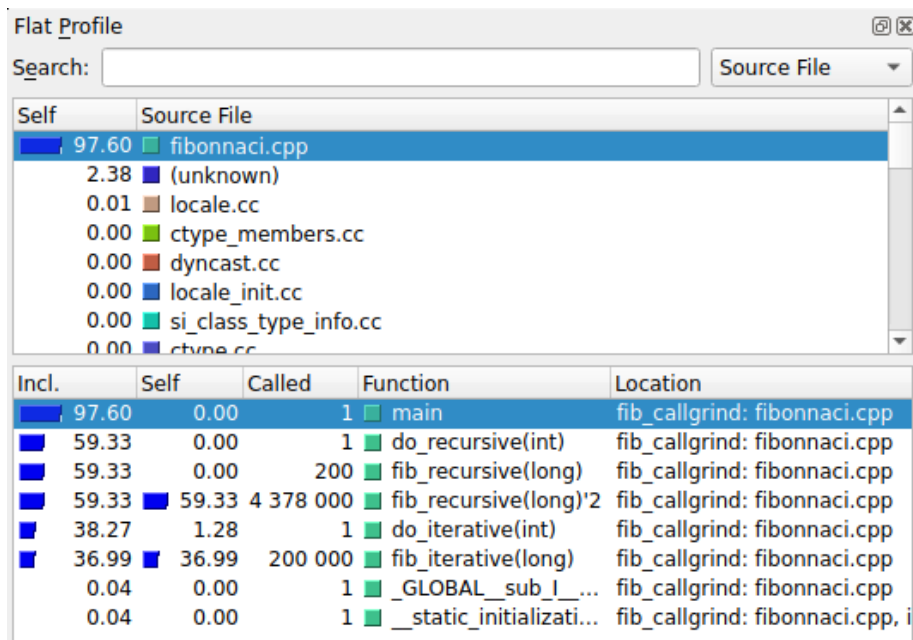 Flat Profile
Search: Source File
Self Source File
97.60 fibonnaci.cpp
2.38 (unknown)
0.01 locale.cc
0.00 ctype_members.cc
0.00 dyncast.cc
0.00 locale_init.cc
0.00 si_class_type_info.cc
0.00 ctype.cc
Incl. Self Called Function Location
97.60 0.00 1 main fib_callgrind: fibonnaci.cpp
59.33 0.00 1 do_recursive(int) fib_callgrind: fibonnaci.cpp
59.33 0.00 200 fib_recursive(long) fib_callgrind: fibonnaci.cpp
59.33 59.33 4 378 000 fib_recursive(long)'2 fib_callgrind: fibonnaci.cpp
38.27 1.28 1 do_iterative(int) fib_callgrind: fibonnaci.cpp
36.99 36.99 200 000 fib_iterative(long) fib_callgrind: fibonnaci.cpp
0.04 0.00 1 _GLOBAL__sub_I__... fib_callgrind: fibonnaci.cpp
0.04 0.00 1 __static_initializati... fib_callgrind: fibonnaci.cpp, i